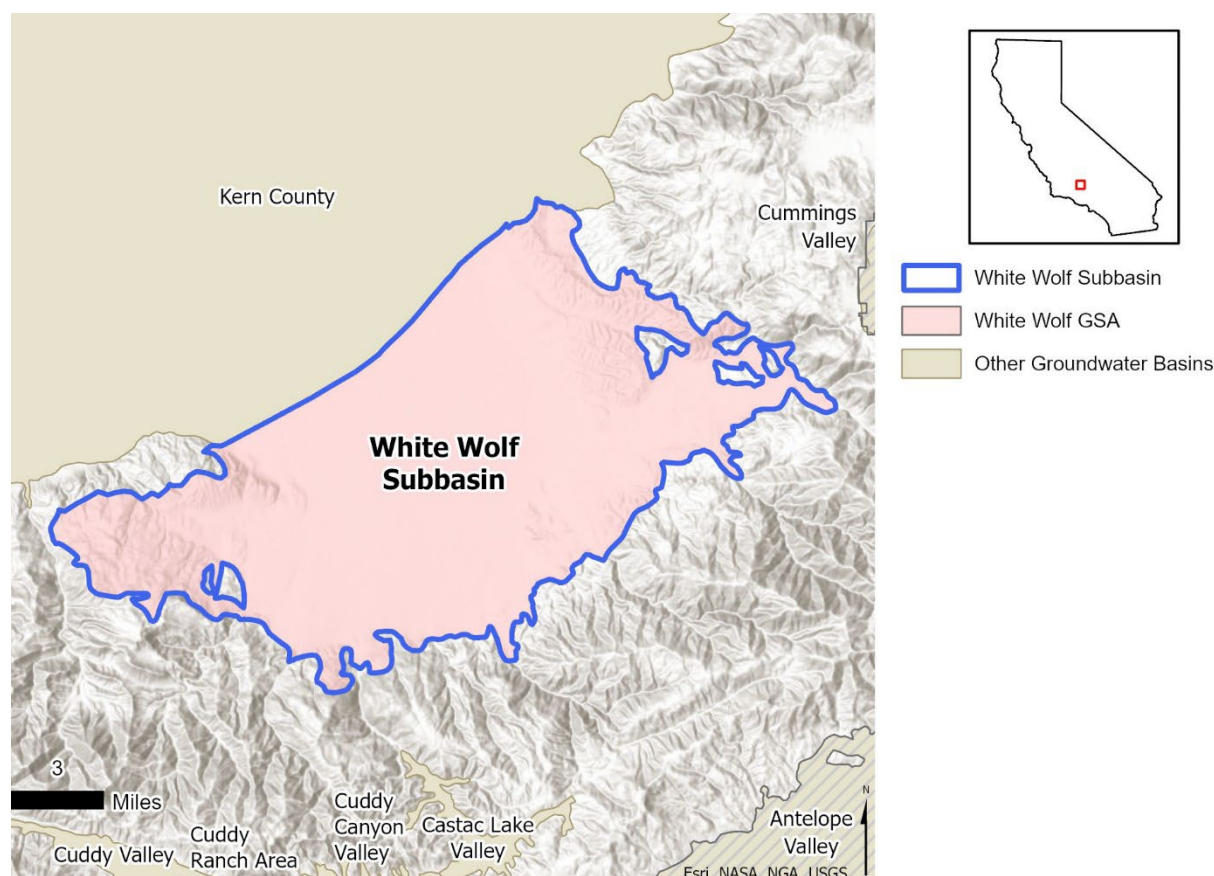 Kern County
Cummings
Valley
White Wolf
Subbasin
3
Miles
Cuddy Valley
Cuddy
Ranch Area
Cuddy
Canyon
Valley
Castac Lake
Valley
Antelope
Valley
N
Esri, NASA, NGA, USGS
White Wolf Subbasin
White Wolf GSA
Other Groundwater Basins